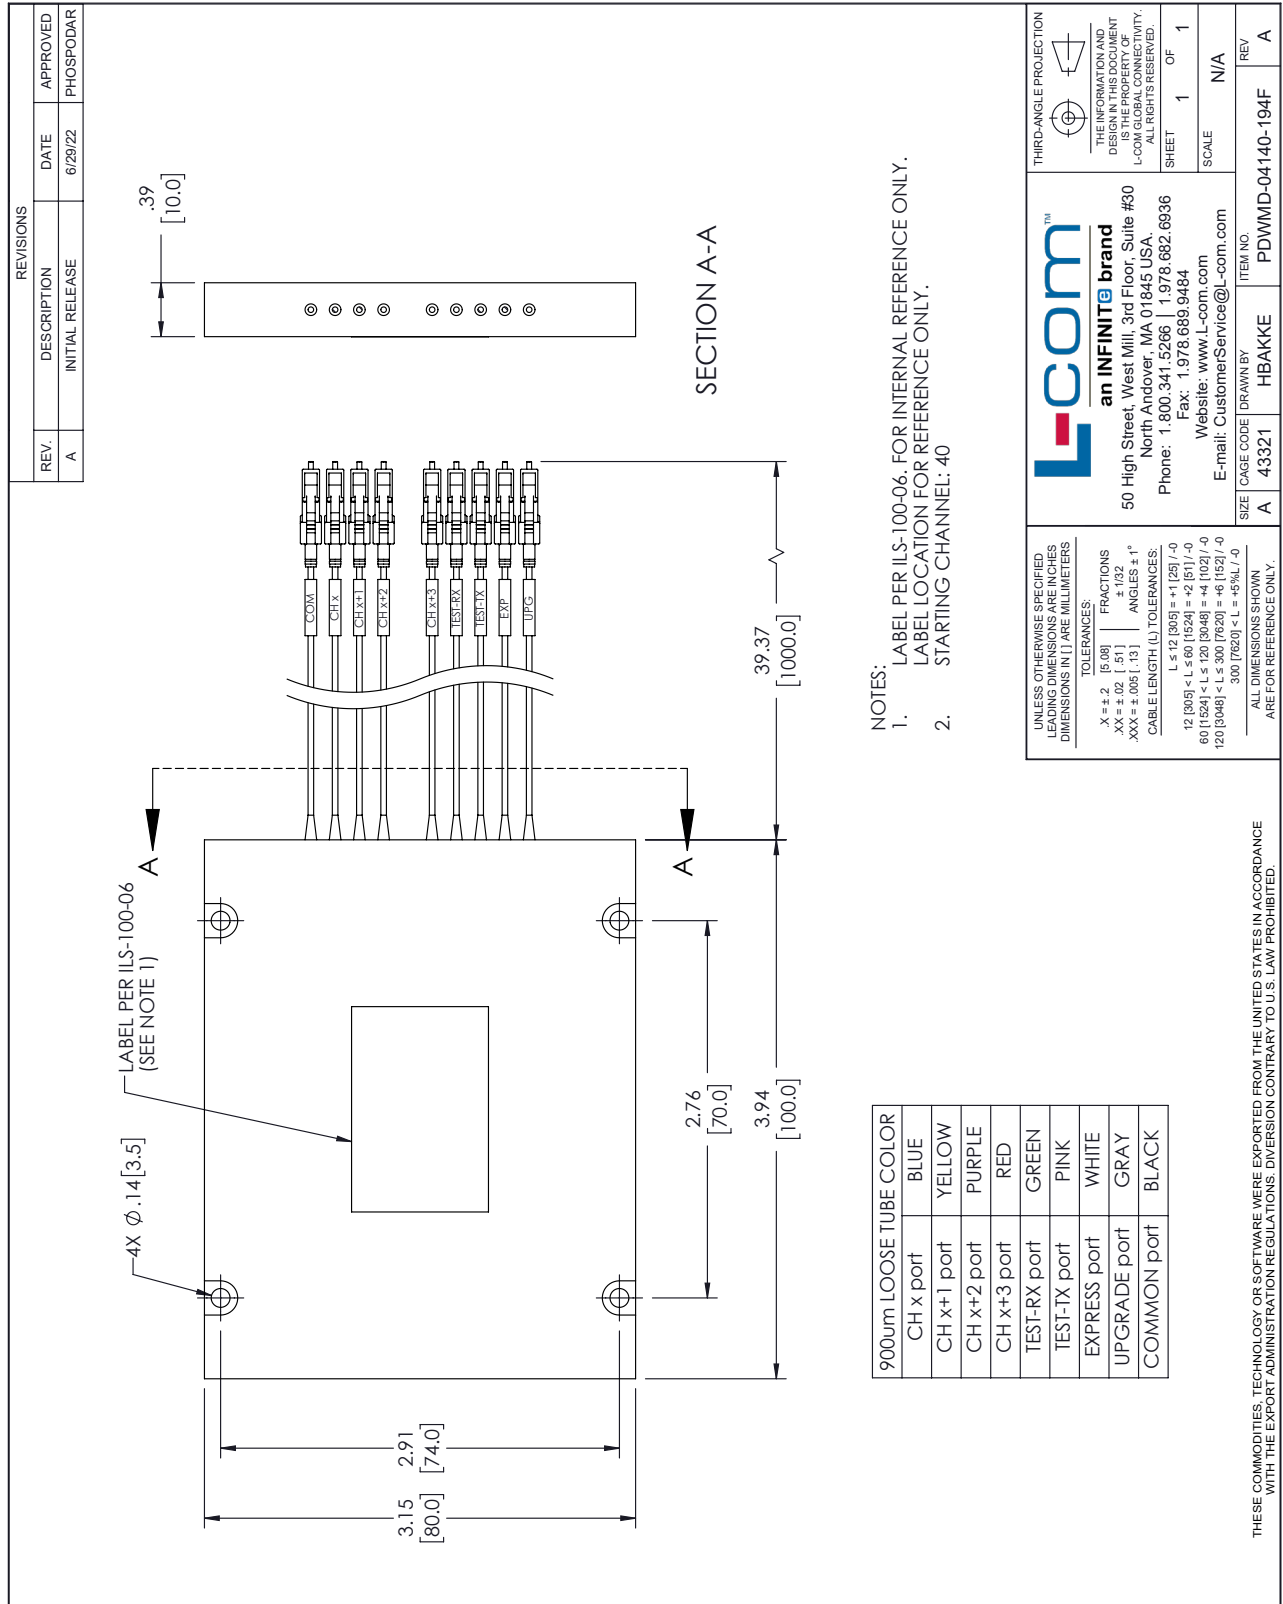 REVISIONS
REV. DESCRIPTION DATE APPROVED
A INITIAL RELEASE 6/29/22 PHOSPODAR
4X Ø .14 [3.5]
LABEL PER ILS-100-06
(SEE NOTE 1)
A
A
COM
CH x
CH x+1
CH x+2
CH x+3
TEST-RX
TEST-TX
EXP
UPG
.39
[10.0]
3.15
[80.0]
2.91
[74.0]
2.76
[70.0]
3.94
[100.0]
39.37
[1000.0]
SECTION A-A
900um LOOSE TUBE COLOR
CH x port BLUE
CH x+1 port YELLOW
CH x+2 port PURPLE
CH x+3 port RED
TEST-RX port GREEN
TEST-TX port PINK
EXPRESS port WHITE
UPGRADE port GRAY
COMMON port BLACK
NOTES:
1. LABEL PER ILS-100-06. FOR INTERNAL REFERENCE ONLY.
LABEL LOCATION FOR REFERENCE ONLY.
2. STARTING CHANNEL: 40
UNLESS OTHERWISE SPECIFIED
LEADING DIMENSIONS ARE INCHES
DIMENSIONS IN [ ] ARE MILLIMETERS
TOLERANCES:
.X = ± .2 [5.08] FRACTIONS
.XX = ± .02 [ .51 ] ± 1/32
.XXX = ± .005 [ .13 ] ANGLES ± 1°
CABLE LENGTH (L) TOLERANCES:
L ≤ 12 [305] = +1 [25] / -0
12 [305] < L ≤ 60 [1524] = +2 [51] / -0
60 [1524] < L ≤ 120 [3048] = +4 [102] / -0
120 [3048] < L ≤ 300 [7620] = +6 [152] / -0
300 [7620] < L = +5%L / -0
ALL DIMENSIONS SHOWN
ARE FOR REFERENCE ONLY.
L-com™
an INFINITe brand
50 High Street, West Mill, 3rd Floor, Suite #30
North Andover, MA 01845 USA.
Phone: 1.800.341.5266 | 1.978.682.6936
Fax: 1.978.689.9484
Website: www.L-com.com
E-mail: CustomerService@L-com.com
THIRD-ANGLE PROJECTION
THE INFORMATION AND
DESIGN IN THIS DOCUMENT
IS THE PROPERTY OF
L-COM GLOBAL CONNECTIVITY.
ALL RIGHTS RESERVED.
SHEET 1 OF 1
SCALE N/A
SIZE A
CAGE CODE 43321
DRAWN BY HBAKKE
ITEM NO. PDWMD-04140-194F
REV A
THESE COMMODITIES, TECHNOLOGY OR SOFTWARE WERE EXPORTED FROM THE UNITED STATES IN ACCORDANCE
WITH THE EXPORT ADMINISTRATION REGULATIONS. DIVERSION CONTRARY TO U.S. LAW PROHIBITED.